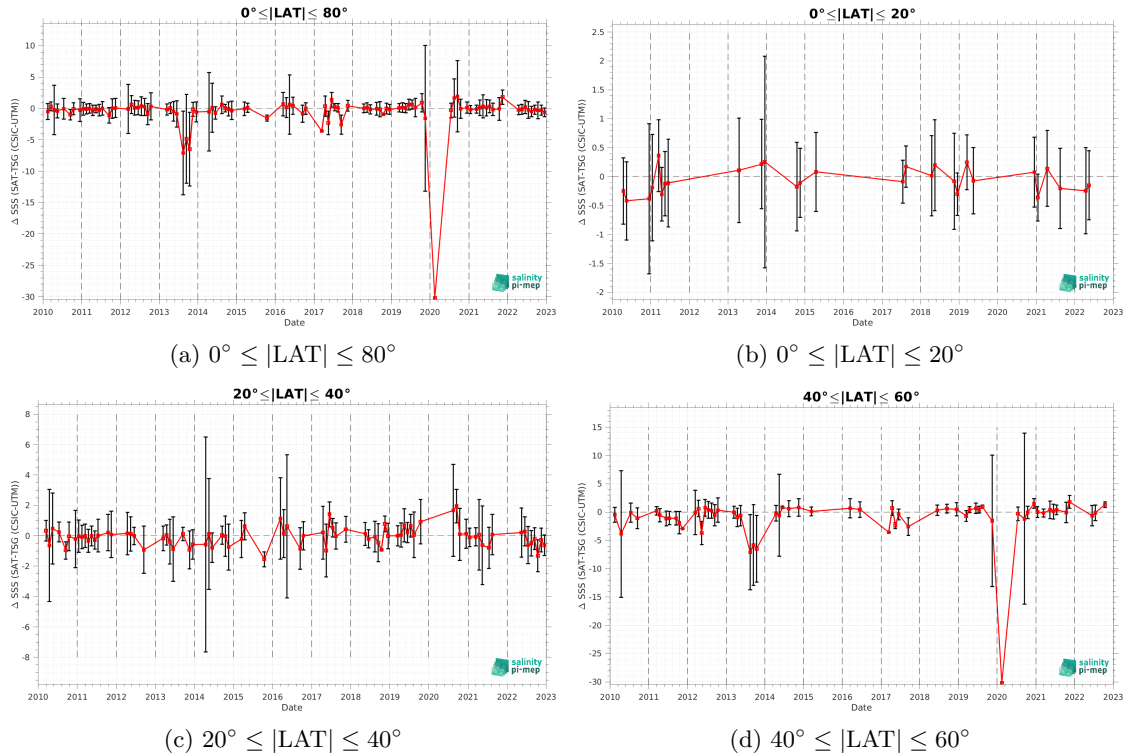 0°≤|LAT|≤ 80°
Δ SSS (SAT-TSG (CSIC-UTM))
10
5
0
-5
-10
-15
-20
-25
-30
2010 2011 2012 2013 2014 2015 2016 2017 2018 2019 2020 2021 2022 2023
Date
salinity
pi-mep
(a) 0° ≤ |LAT| ≤ 80°
0°≤|LAT|≤ 20°
Δ SSS (SAT-TSG (CSIC-UTM))
2.5
2
1.5
1
0.5
0
-0.5
-1
-1.5
-2
2010 2011 2012 2013 2014 2015 2016 2017 2018 2019 2020 2021 2022 2023
Date
salinity
pi-mep
(b) 0° ≤ |LAT| ≤ 20°
20°≤|LAT|≤ 40°
Δ SSS (SAT-TSG (CSIC-UTM))
8
6
4
2
0
-2
-4
-6
-8
2010 2011 2012 2013 2014 2015 2016 2017 2018 2019 2020 2021 2022 2023
Date
salinity
pi-mep
(c) 20° ≤ |LAT| ≤ 40°
40°≤|LAT|≤ 60°
Δ SSS (SAT-TSG (CSIC-UTM))
15
10
5
0
-5
-10
-15
-20
-25
-30
2010 2011 2012 2013 2014 2015 2016 2017 2018 2019 2020 2021 2022 2023
Date
salinity
pi-mep
(d) 40° ≤ |LAT| ≤ 60°